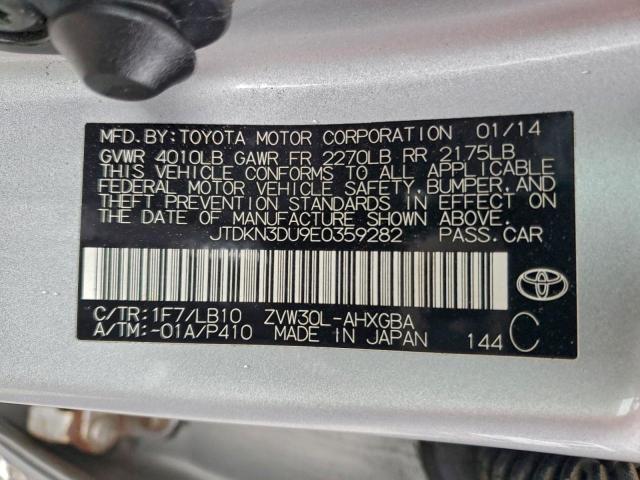 MFD.BY:TOYOTA MOTOR CORPORATION 01/14
GVWR 4010LB GAWR FR 2270LB RR 2175LB
THIS VEHICLE CONFORMS TO ALL APPLICABLE
FEDERAL MOTOR VEHICLE SAFETY,BUMPER,AND
THEFT PREVENTION STANDARDS IN EFFECT ON
THE DATE OF MANUFACTURE SHOWN ABOVE.
JTDKN3DU9E0359282 PASS.CAR
C/TR:1F7/LB10 ZVW30L-AHXGBA
A/TM:-01A/P410 MADE IN JAPAN 144 C